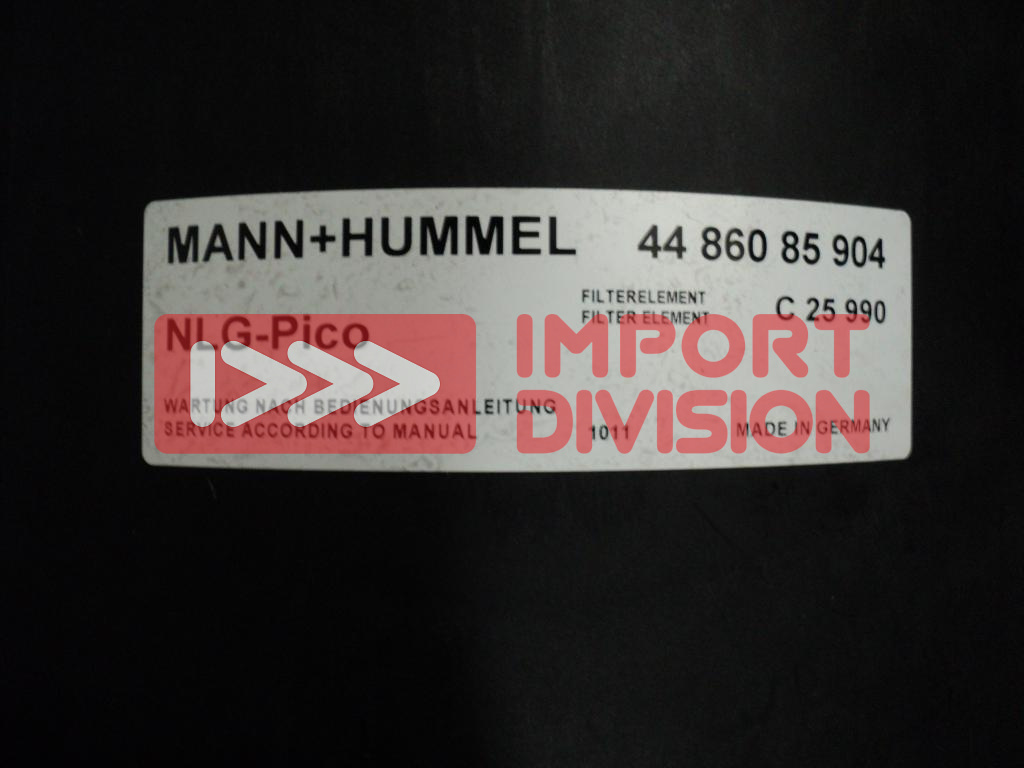 MANN+HUMMEL 44 860 85 904
FILTERELEMENT
FILTER ELEMENT C 25 990
NLG-Pico
IMPORT
DIVISION
WARTUNG NACH BEDIENUNGSANLEITUNG
SERVICE ACCORDING TO MANUAL 1011 MADE IN GERMANY